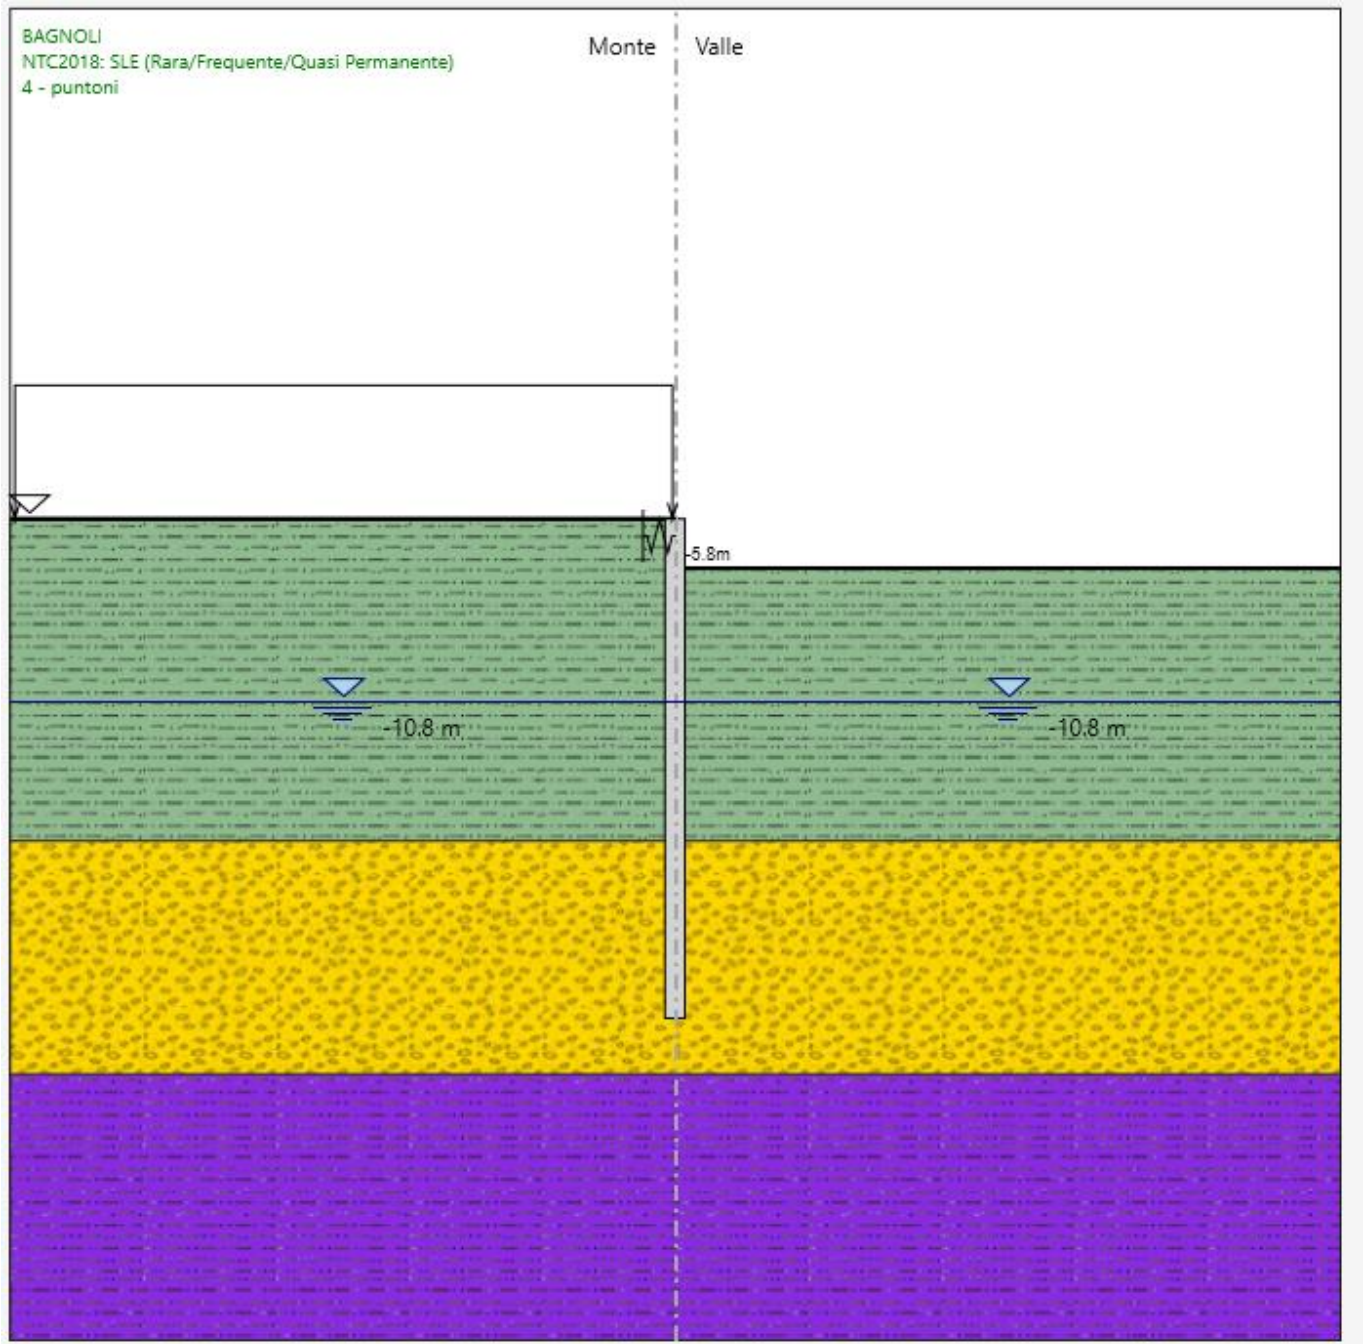 BAGNOLI
NTC2018: SLE (Rara/Frequente/Quasi Permanente)
4 - puntoni
Monte
Valle
-5.8m
-10.8 m
-10.8 m